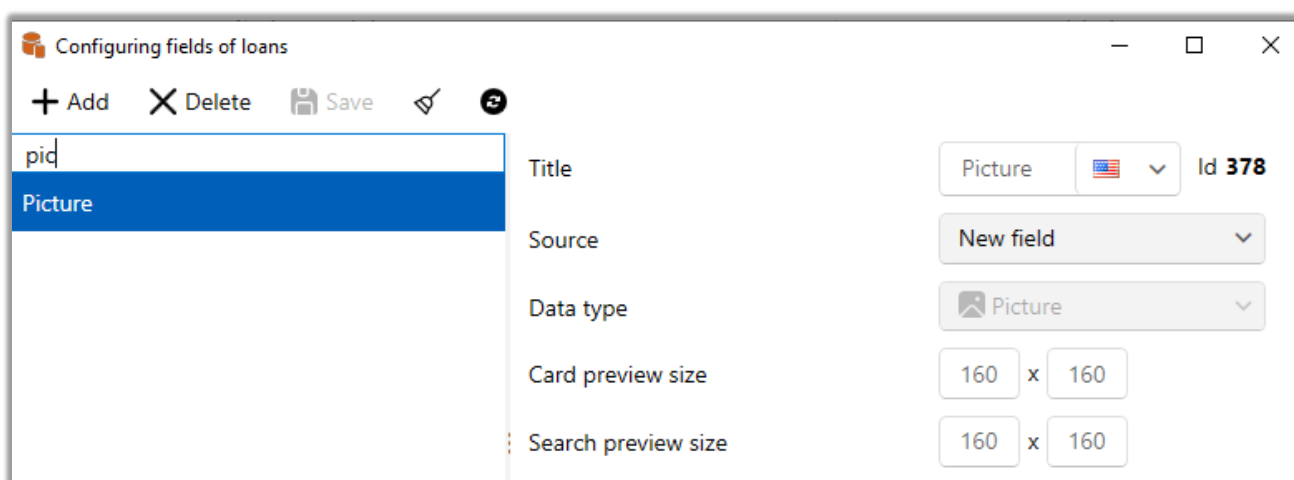 Configuring fields of loans
Add Delete Save
pic
Picture
Title Picture Id 378
Source New field
Data type Picture
Card preview size 160 x 160
Search preview size 160 x 160